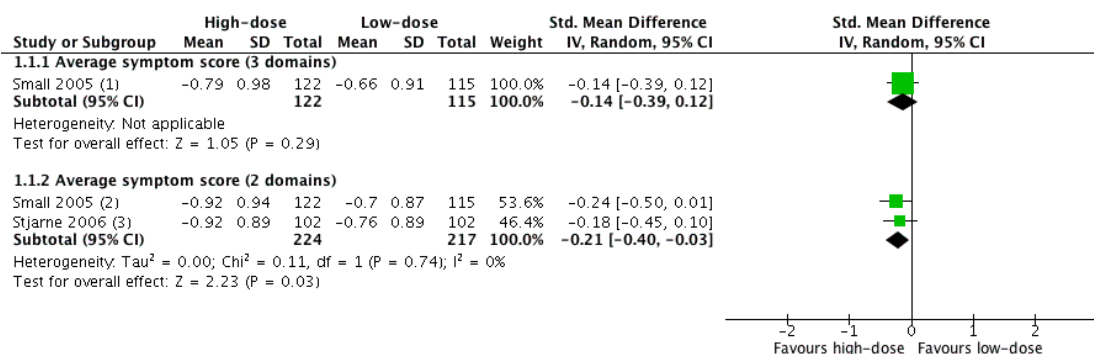 High-dose Low-dose Std. Mean Difference Std. Mean Difference
Study or Subgroup Mean SD Total Mean SD Total Weight IV, Random, 95% CI IV, Random, 95% CI
1.1.1 Average symptom score (3 domains)
Small 2005 (1) −0.79 0.98 122 −0.66 0.91 115 100.0% −0.14 [−0.39, 0.12]
Subtotal (95% CI) 122 115 100.0% −0.14 [−0.39, 0.12]
Heterogeneity: Not applicable
Test for overall effect: Z = 1.05 (P = 0.29)
1.1.2 Average symptom score (2 domains)
Small 2005 (2) −0.92 0.94 122 −0.7 0.87 115 53.6% −0.24 [−0.50, 0.01]
Stjarne 2006 (3) −0.92 0.89 102 −0.76 0.89 102 46.4% −0.18 [−0.45, 0.10]
Subtotal (95% CI) 224 217 100.0% −0.21 [−0.40, −0.03]
Heterogeneity: Tau² = 0.00; Chi² = 0.11, df = 1 (P = 0.74); I² = 0%
Test for overall effect: Z = 2.23 (P = 0.03)
−2 −1 0 1 2
Favours high-dose Favours low-dose